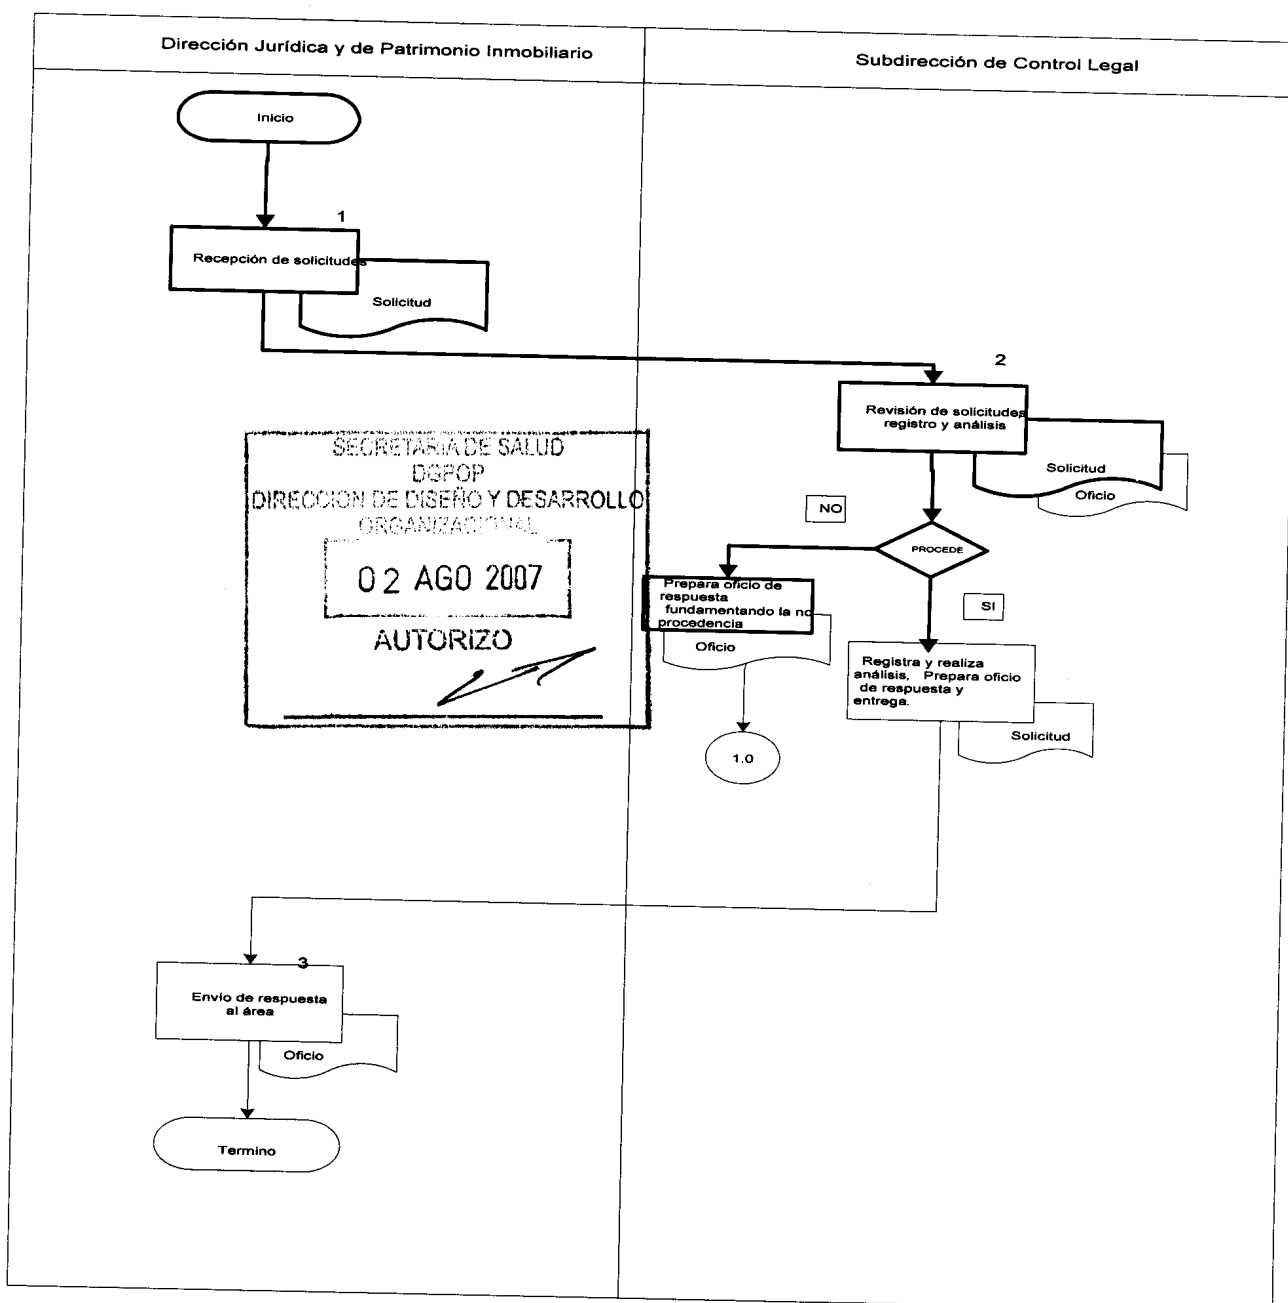 Dirección Jurídica y de Patrimonio Inmobiliario
Subdirección de Control Legal
Inicio
1
Recepción de solicitudes
Solicitud
2
Revisión de solicitudes
registro y análisis
Solicitud
Oficio
SECRETARIA DE SALUD
DGPOP
DIRECCION DE DISEÑO Y DESARROLLO
ORGANIZACIONAL
02 AGO 2007
AUTORIZO
NO
PROCEDE
SI
Prepara oficio de
respuesta
fundamentando la no
procedencia
Oficio
1.0
Registra y realiza
análisis, Prepara oficio
de respuesta y
entrega.
Solicitud
3
Envío de respuesta
al área
Oficio
Termino